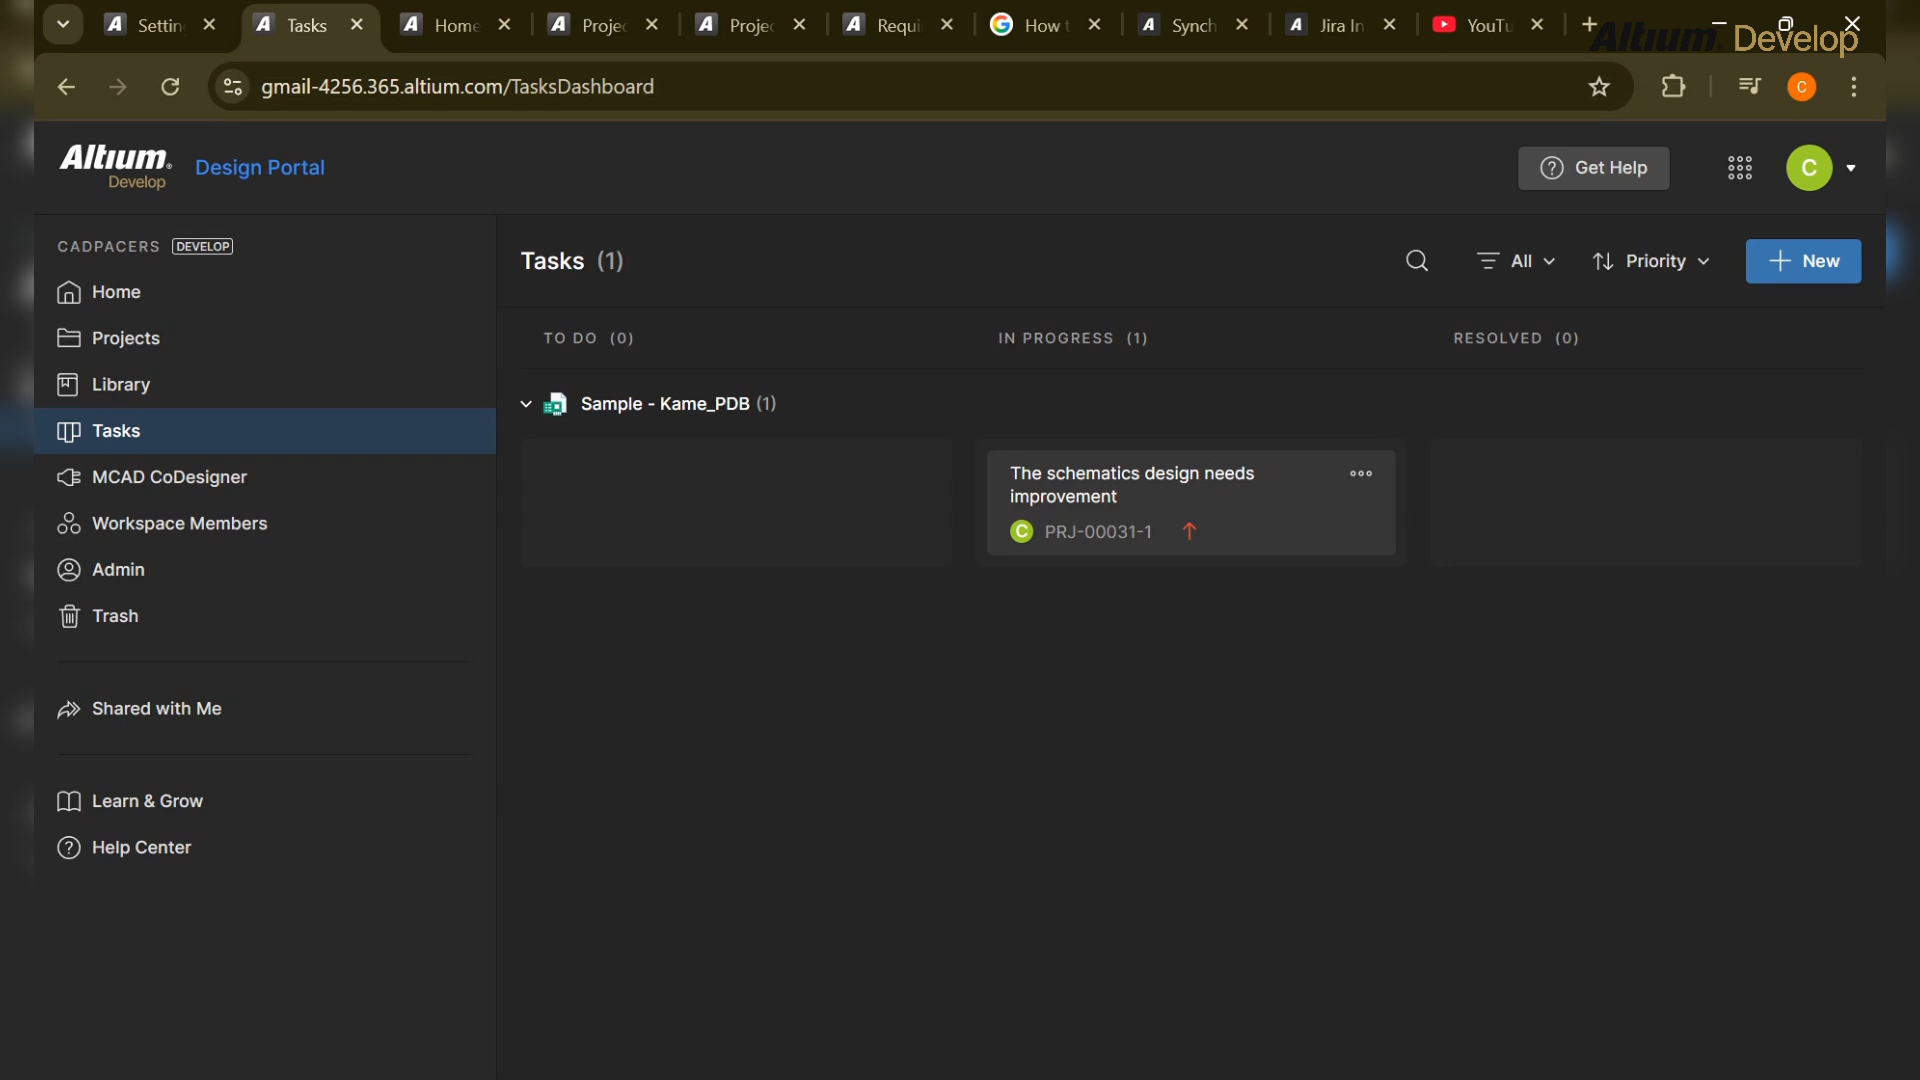 Settin
Tasks
Home
Projec
Projec
Requi
How t
Synch
Jira In
YouTu
Altium Develop
gmail-4256.365.altium.com/TasksDashboard
C
Altium
Develop
Design Portal
Get Help
C
CADPACERS DEVELOP
Home
Projects
Library
Tasks
MCAD CoDesigner
Workspace Members
Admin
Trash
Shared with Me
Learn & Grow
Help Center
Tasks (1)
All
Priority
New
TO DO (0)
IN PROGRESS (1)
RESOLVED (0)
Sample - Kame_PDB (1)
The schematics design needs
improvement
C PRJ-00031-1